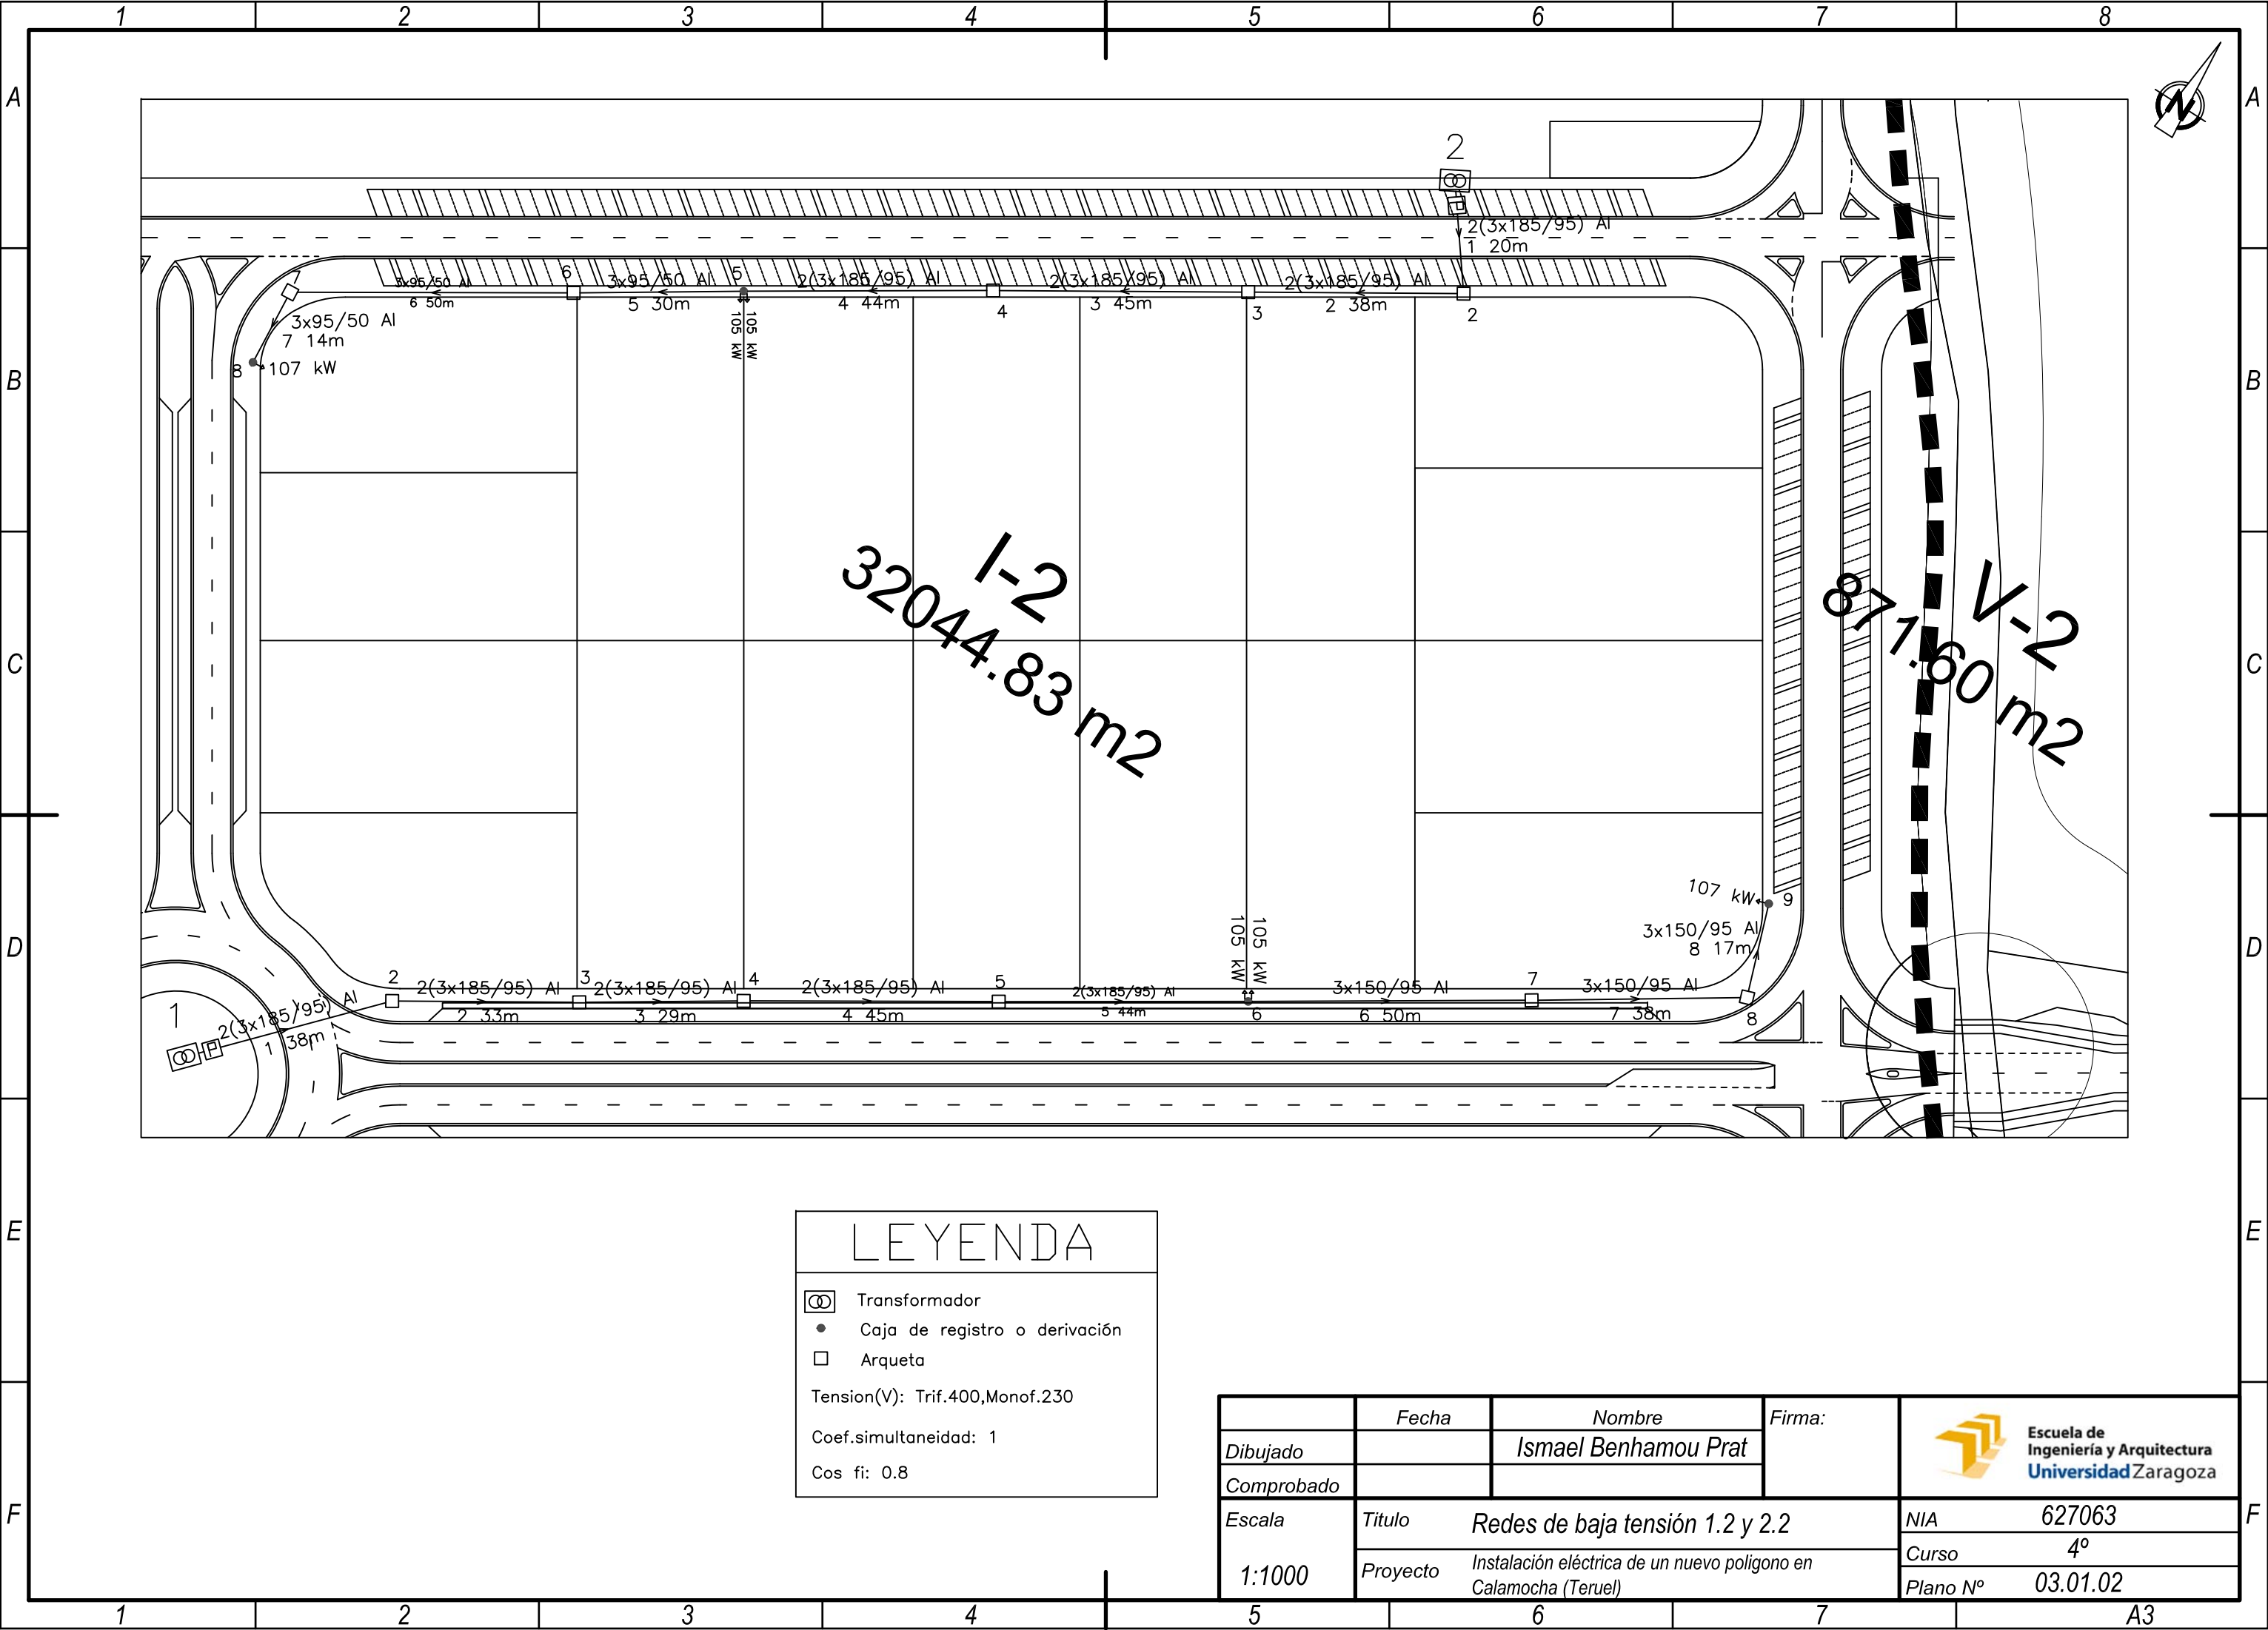 1 2 3 4 5 6 7 8
A A
N
2
2(3x185/95) Al
1 20m
6
5
3x95/50 Al
3x95/50 Al
2(3x185/95) Al
2(3x185/95) Al
2(3x185/95) Al
7
6 50m
5 30m
4 44m
4
3 45m
3
2 38m
2
3x95/50 Al
7 14m
105 kW
105 kW
8
107 kW
B B
I-2
32044.83 m2
V-2
871.60 m2
C C
107 kW
9
105 kW
105 kW
3x150/95 Al
8 17m
D D
2
2(3x185/95) Al
3
2(3x185/95) Al
4
2(3x185/95) Al
5
2(3x185/95) Al
3x150/95 Al
7
3x150/95 Al
2 33m
3 29m
4 45m
5 44m
6
6 50m
7 38m
8
1
2(3x185/95) Al
1 38m
P
E E
LEYENDA
Transformador
Caja de registro o derivación
Arqueta
Tension(V): Trif.400,Monof.230
Coef.simultaneidad: 1
Cos fi: 0.8
F F
Fecha Nombre Firma:
Dibujado Ismael Benhamou Prat
Comprobado
Escuela de
Ingeniería y Arquitectura
Universidad Zaragoza
Escala
1:1000
Titulo Redes de baja tensión 1.2 y 2.2
Proyecto Instalación eléctrica de un nuevo poligono en
Calamocha (Teruel)
NIA 627063
Curso 4º
Plano Nº 03.01.02
1 2 3 4 5 6 7 A3